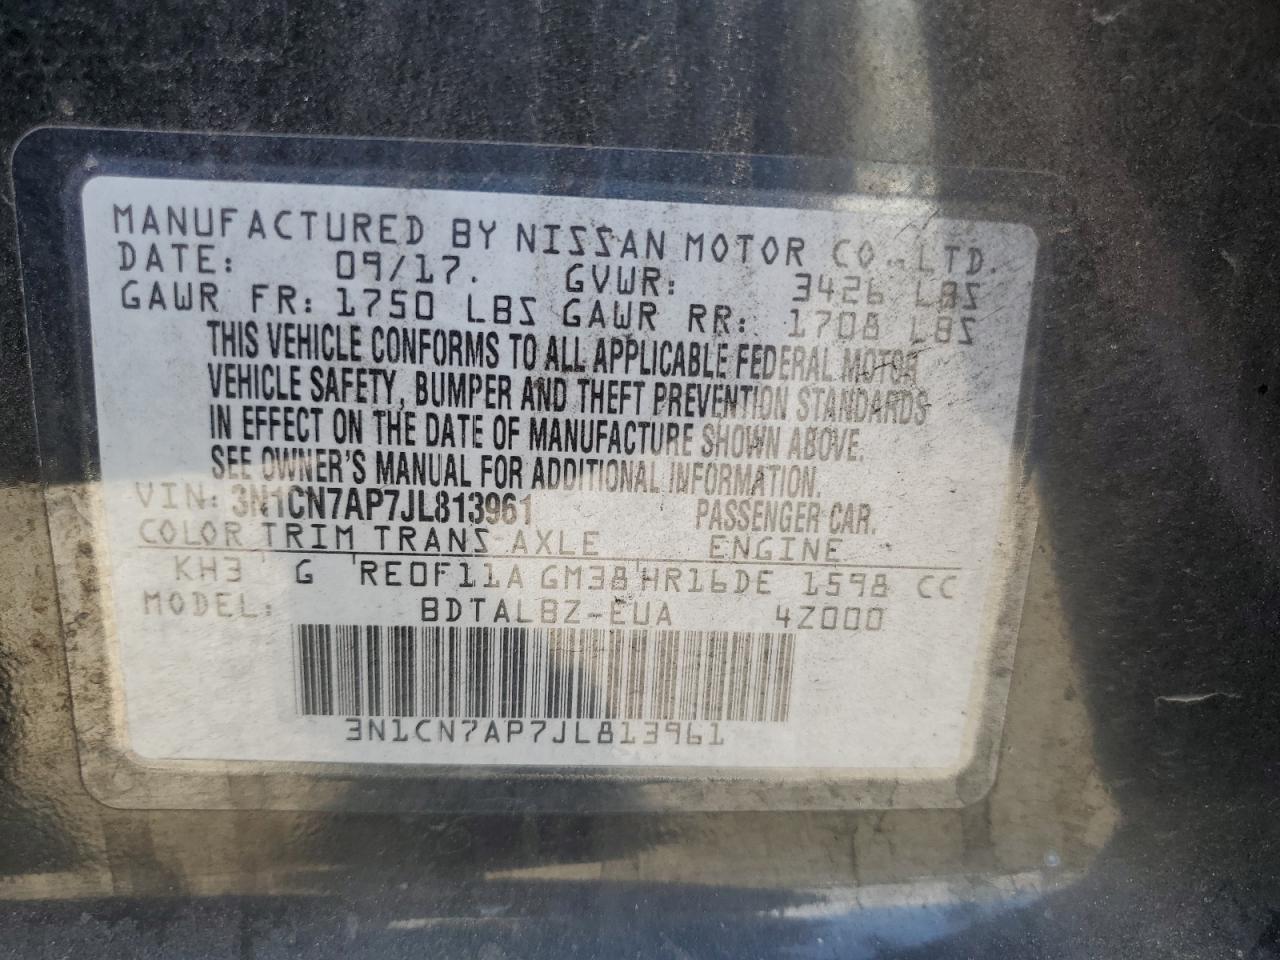 MANUFACTURED BY NISSAN MOTOR CO., LTD.
DATE: 09/17. GVWR: 3426 LBS
GAWR FR: 1750 LBS GAWR RR: 1708 LBS
THIS VEHICLE CONFORMS TO ALL APPLICABLE FEDERAL MOTOR
VEHICLE SAFETY, BUMPER AND THEFT PREVENTION STANDARDS
IN EFFECT ON THE DATE OF MANUFACTURE SHOWN ABOVE.
SEE OWNER'S MANUAL FOR ADDITIONAL INFORMATION.
VIN: 3N1CN7AP7JL813961 PASSENGER CAR.
COLOR TRIM TRANS AXLE ENGINE
KH3 G RE0F11A GM38 HR16DE 1598 CC
MODEL: BDTALBZ-EUA 4Z000
3N1CN7AP7JL813961